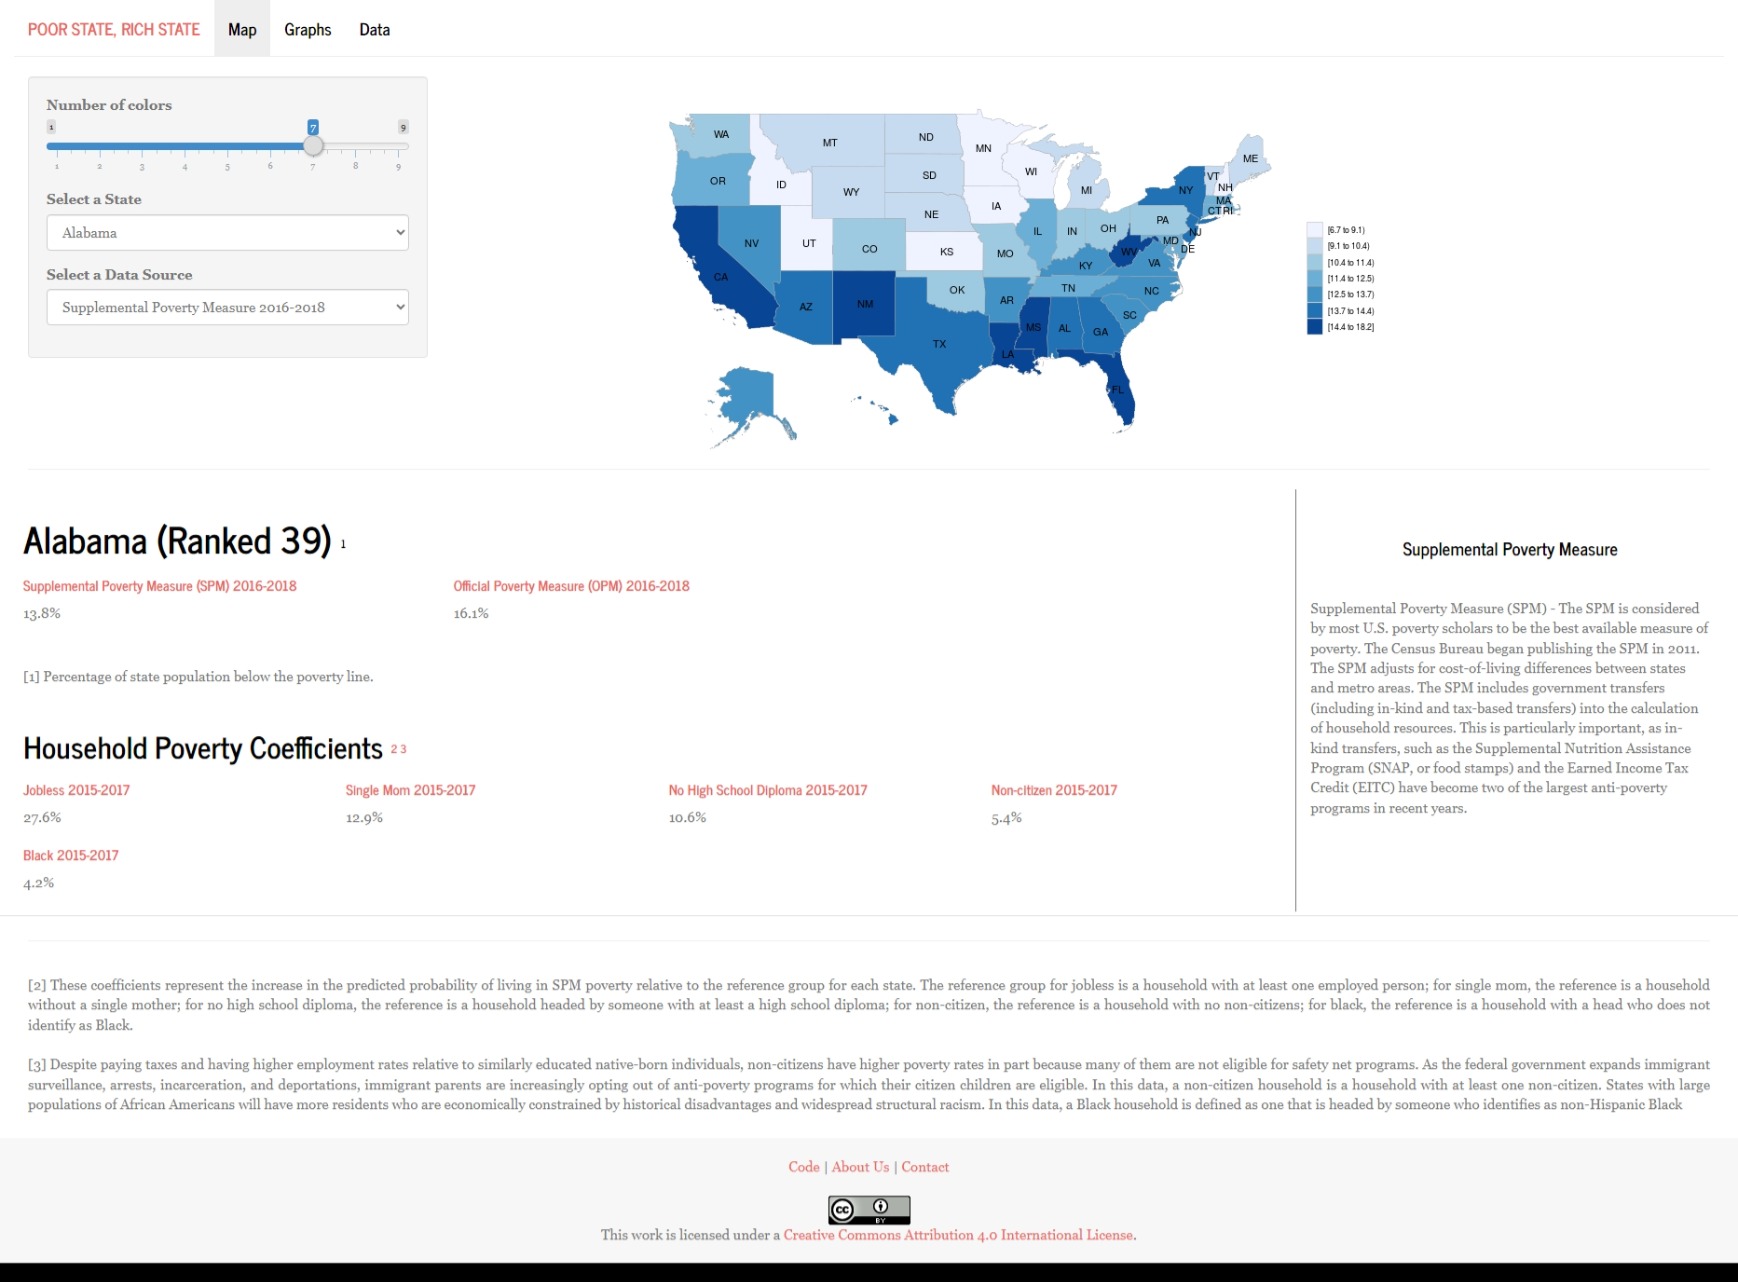 POOR STATE, RICH STATE Map Graphs Data
Number of colors
1 7 9
1 2 3 4 5 6 7 8 9
Select a State
Alabama
Select a Data Source
Supplemental Poverty Measure 2016-2018
WA MT ND MN ME
OR ID WY SD WI MI NY VT NH
MA
CT RI
NE IA PA
NV UT CO KS MO IL IN OH NJ
MD DE
CA KY WV VA
AZ NM OK AR TN NC
SC
TX LA MS AL GA
FL
[6.7 to 9.1)
[9.1 to 10.4)
[10.4 to 11.4)
[11.4 to 12.5)
[12.5 to 13.7)
[13.7 to 14.4)
[14.4 to 18.2]
Alabama (Ranked 39) 1
Supplemental Poverty Measure (SPM) 2016-2018 Official Poverty Measure (OPM) 2016-2018
13.8% 16.1%
[1] Percentage of state population below the poverty line.
Household Poverty Coefficients 2 3
Jobless 2015-2017 Single Mom 2015-2017 No High School Diploma 2015-2017 Non-citizen 2015-2017
27.6% 12.9% 10.6% 5.4%
Black 2015-2017
4.2%
Supplemental Poverty Measure
Supplemental Poverty Measure (SPM) - The SPM is considered
by most U.S. poverty scholars to be the best available measure of
poverty. The Census Bureau began publishing the SPM in 2011.
The SPM adjusts for cost-of-living differences between states
and metro areas. The SPM includes government transfers
(including in-kind and tax-based transfers) into the calculation
of household resources. This is particularly important, as in-
kind transfers, such as the Supplemental Nutrition Assistance
Program (SNAP, or food stamps) and the Earned Income Tax
Credit (EITC) have become two of the largest anti-poverty
programs in recent years.
[2] These coefficients represent the increase in the predicted probability of living in SPM poverty relative to the reference group for each state. The reference group for jobless is a household with at least one employed person; for single mom, the reference is a household
without a single mother; for no high school diploma, the reference is a household headed by someone with at least a high school diploma; for non-citizen, the reference is a household with no non-citizens; for black, the reference is a household with a head who does not
identify as Black.
[3] Despite paying taxes and having higher employment rates relative to similarly educated native-born individuals, non-citizens have higher poverty rates in part because many of them are not eligible for safety net programs. As the federal government expands immigrant
surveillance, arrests, incarceration, and deportations, immigrant parents are increasingly opting out of anti-poverty programs for which their citizen children are eligible. In this data, a non-citizen household is a household with at least one non-citizen. States with large
populations of African Americans will have more residents who are economically constrained by historical disadvantages and widespread structural racism. In this data, a Black household is defined as one that is headed by someone who identifies as non-Hispanic Black
Code | About Us | Contact
cc BY
This work is licensed under a Creative Commons Attribution 4.0 International License.